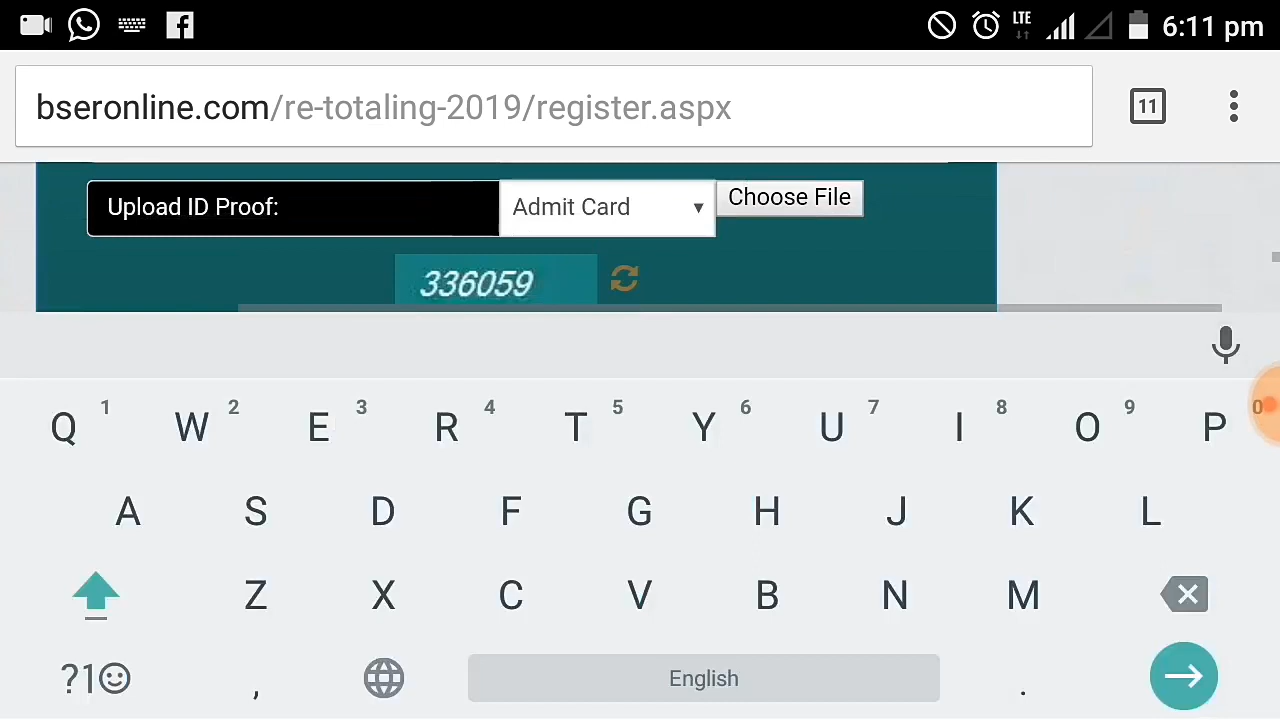 LTE 6:11 pm
bseronline.com/re-totaling-2019/register.aspx 11
Upload ID Proof: Admit Card Choose File
336059
1 2 3 4 5 6 7 8 9 0
Q W E R T Y U I O P
A S D F G H J K L
Z X C V B N M
?1 , English .